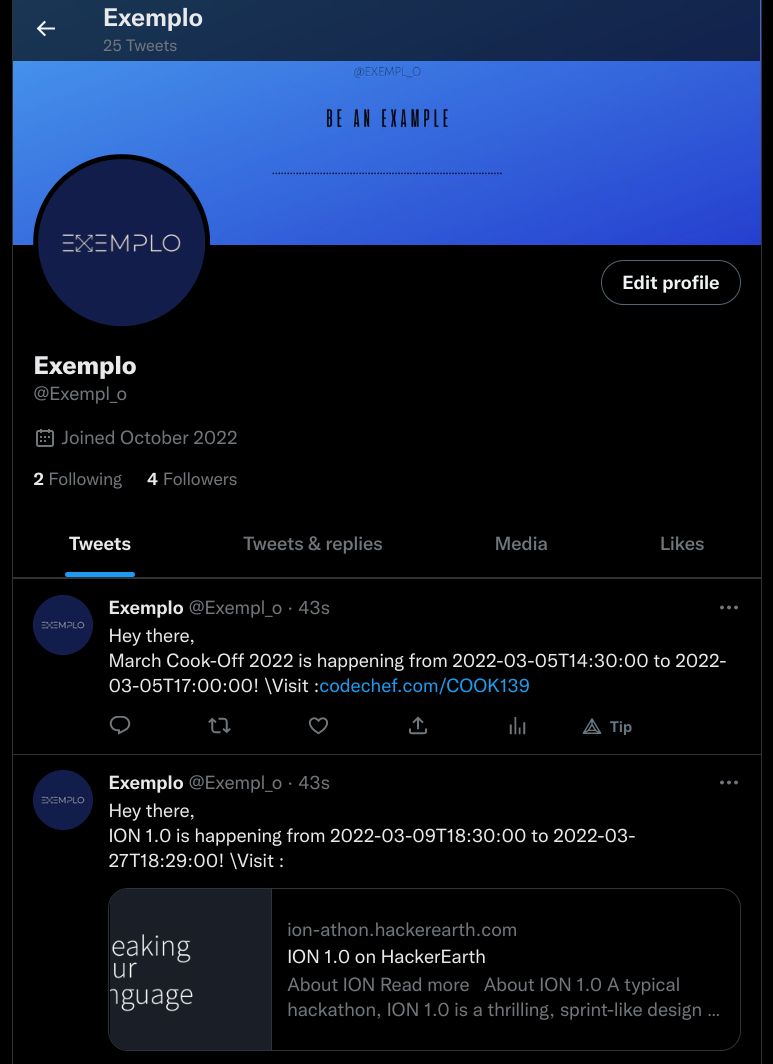 Exemplo
25 Tweets
@EXEMPL_O
BE AN EXAMPLE
EXEMPLO
Edit profile
Exemplo
@Exempl_o
Joined October 2022
2 Following 4 Followers
Tweets Tweets & replies Media Likes
EXEMPLO
Exemplo @Exempl_o · 43s
Hey there,
March Cook-Off 2022 is happening from 2022-03-05T14:30:00 to 2022-
03-05T17:00:00! \Visit :codechef.com/COOK139
Tip
EXEMPLO
Exemplo @Exempl_o · 43s
Hey there,
ION 1.0 is happening from 2022-03-09T18:30:00 to 2022-03-
27T18:29:00! \Visit :
eaking
ur
nguage
ion-athon.hackerearth.com
ION 1.0 on HackerEarth
About ION Read more About ION 1.0 A typical
hackathon, ION 1.0 is a thrilling, sprint-like design ...